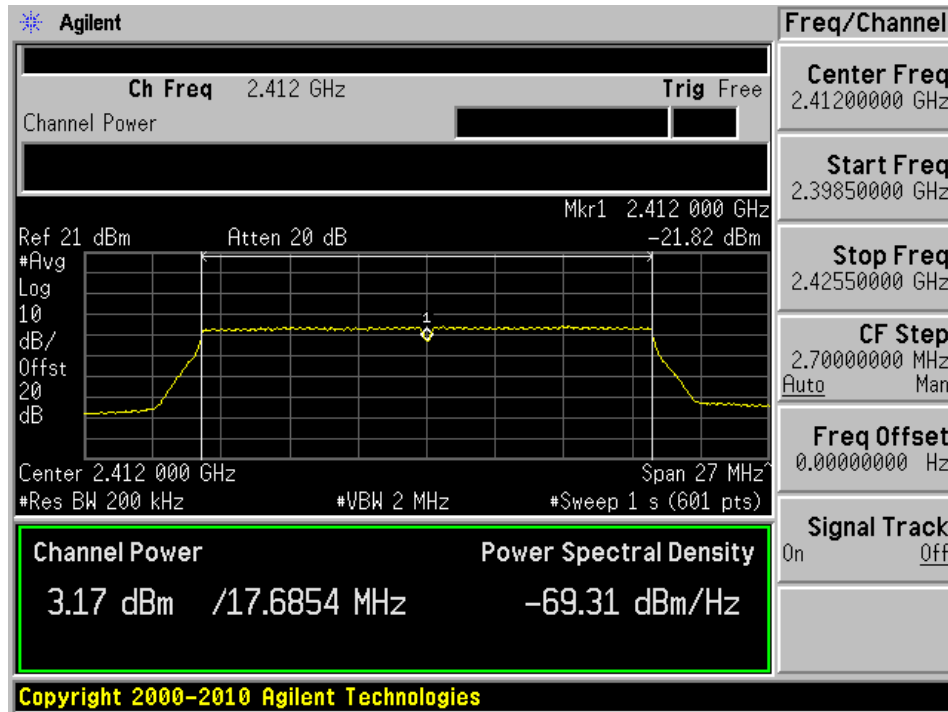 Agilent
Freq/Channel
Ch Freq 2.412 GHz Trig Free
Channel Power
Mkr1 2.412 000 GHz
Ref 21 dBm Atten 20 dB -21.82 dBm
#Avg
Log
10
dB/
Offst
20
dB
1
Center 2.412 000 GHz Span 27 MHz^
#Res BW 200 kHz #VBW 2 MHz #Sweep 1 s (601 pts)
Channel Power Power Spectral Density
3.17 dBm /17.6854 MHz -69.31 dBm/Hz
Copyright 2000-2010 Agilent Technologies
Center Freq
2.41200000 GHz
Start Freq
2.39850000 GHz
Stop Freq
2.42550000 GHz
CF Step
2.70000000 MHz
Auto Man
Freq Offset
0.00000000 Hz
Signal Track
On Off